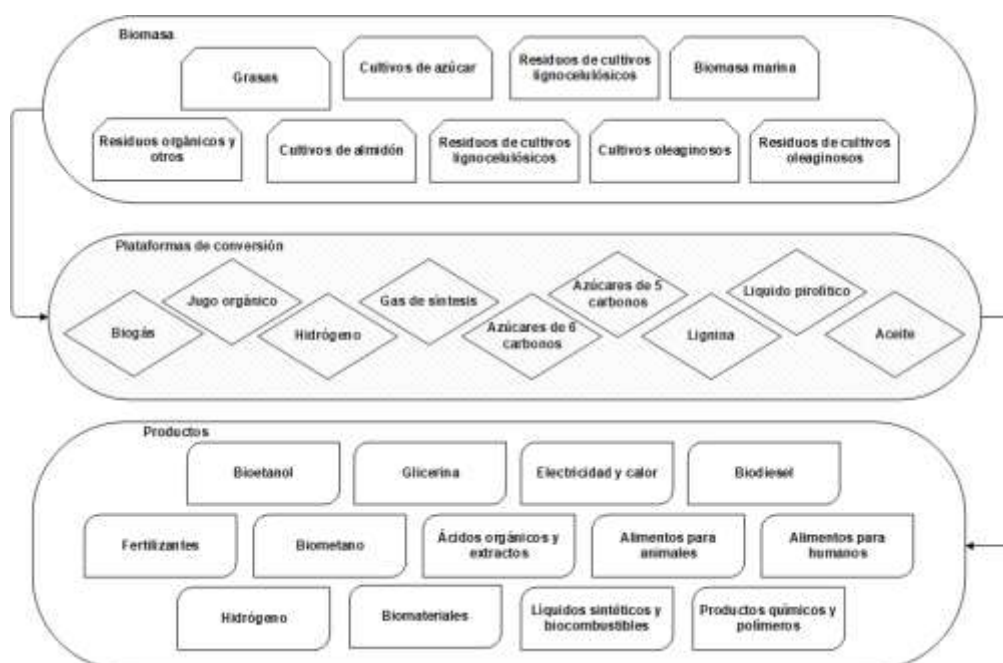 Biomasa
Grasas
Cultivos de azúcar
Residuos de cultivos
lignocelulósicos
Biomasa marina
Residuos orgánicos y
otros
Cultivos de almidón
Residuos de cultivos
lignocelulósicos
Cultivos oleaginosos
Residuos de cultivos
oleaginosos
Plataformas de conversión
Biogás
Jugo orgánico
Hidrógeno
Gas de síntesis
Azúcares de 6
carbonos
Azúcares de 5
carbonos
Lignina
Líquido pirolítico
Aceite
Productos
Bioetanol
Glicerina
Electricidad y calor
Biodiesel
Fertilizantes
Biometano
Ácidos orgánicos y
extractos
Alimentos para
animales
Alimentos para
humanos
Hidrógeno
Biomateriales
Líquidos sintéticos y
biocombustibles
Productos químicos y
polímeros